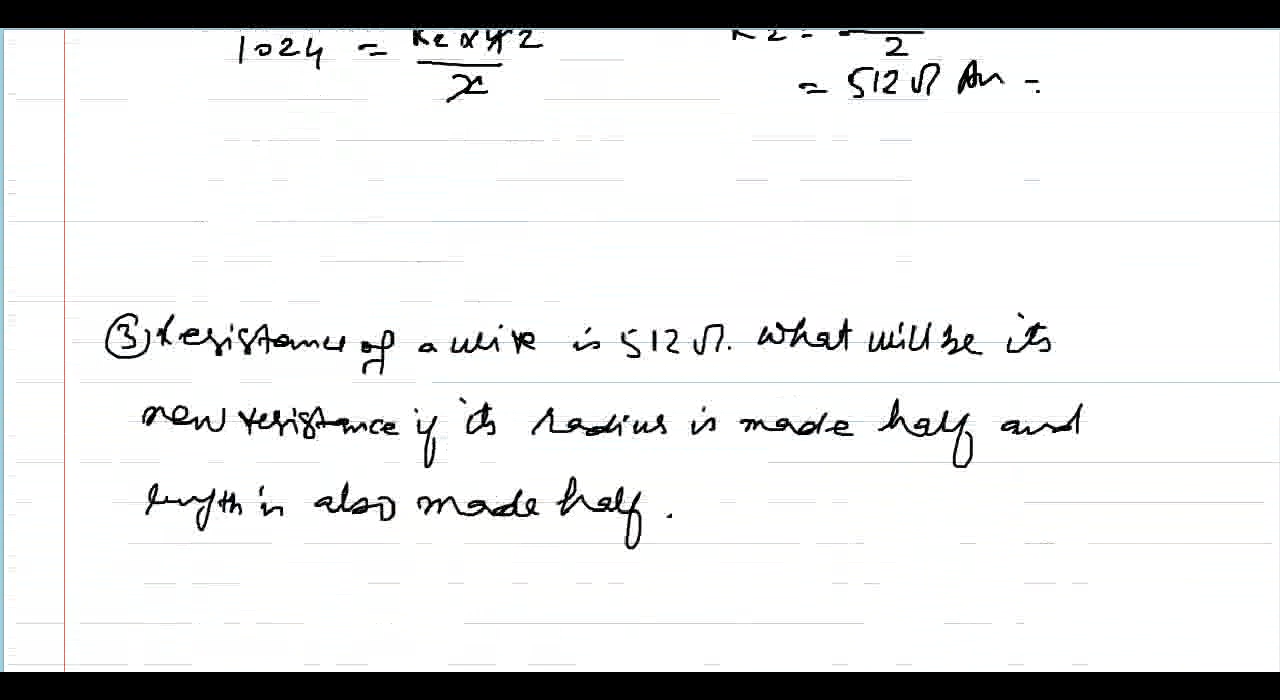 1024 =
2
= 512 Ω Ans =
③ Resistance of a wire is 512 Ω. What will be its
new resistance if its radius is made half and
length is also made half.